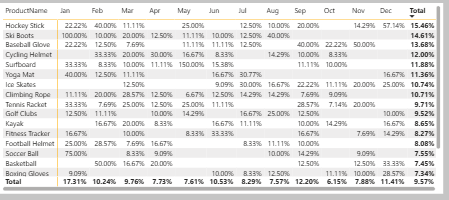 ProductName Jan Feb Mar Apr May Jun Jul Aug Sep Oct Nov Dec Total
Hockey Stick 22.22% 40.00% 11.11% 25.00% 12.50% 10.00% 20.00% 14.29% 57.14% 15.46%
Ski Boots 100.00% 10.00% 20.00% 12.50% 11.11% 10.00% 12.50% 40.00% 14.61%
Baseball Glove 22.22% 12.50% 7.69% 11.11% 11.11% 12.50% 40.00% 22.22% 50.00% 13.68%
Cycling Helmet 33.33% 20.00% 30.00% 16.67% 8.33% 14.29% 10.00% 8.33% 12.00%
Surfboard 33.33% 8.33% 10.00% 11.11% 150.00% 15.38% 11.11% 10.00% 11.88%
Yoga Mat 40.00% 12.50% 11.11% 16.67% 30.77% 16.67% 11.36%
Ice Skates 12.50% 9.09% 30.00% 16.67% 22.22% 11.11% 20.00% 25.00% 10.74%
Climbing Rope 11.11% 20.00% 28.57% 12.50% 6.67% 12.50% 14.29% 14.29% 7.69% 9.09% 10.71%
Tennis Racket 33.33% 7.69% 25.00% 12.50% 25.00% 11.11% 28.57% 7.14% 20.00% 9.71%
Golf Clubs 12.50% 11.11% 10.00% 14.29% 16.67% 25.00% 12.50% 10.00% 9.52%
Kayak 16.67% 20.00% 8.33% 16.67% 11.11% 10.00% 14.29% 16.67% 8.65%
Fitness Tracker 16.67% 10.00% 8.33% 33.33% 16.67% 7.69% 14.29% 8.27%
Football Helmet 25.00% 28.57% 7.69% 16.67% 8.33% 11.11% 10.00% 8.08%
Soccer Ball 75.00% 8.33% 9.09% 10.00% 14.29% 9.09% 7.55%
Basketball 50.00% 16.67% 20.00% 12.50% 12.50% 33.33% 7.45%
Boxing Gloves 9.09% 10.00% 8.33% 12.50% 11.11% 10.00% 28.57% 7.34%
Total 17.31% 10.24% 9.76% 7.73% 7.61% 10.53% 8.29% 7.57% 12.20% 6.15% 7.88% 11.41% 9.57%